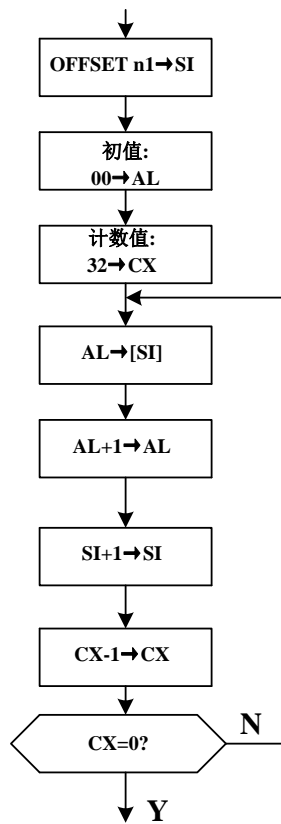 OFFSET n1→SI
初值:
00→AL
计数值:
32→CX
AL→[SI]
AL+1→AL
SI+1→SI
CX-1→CX
CX=0?
N
Y